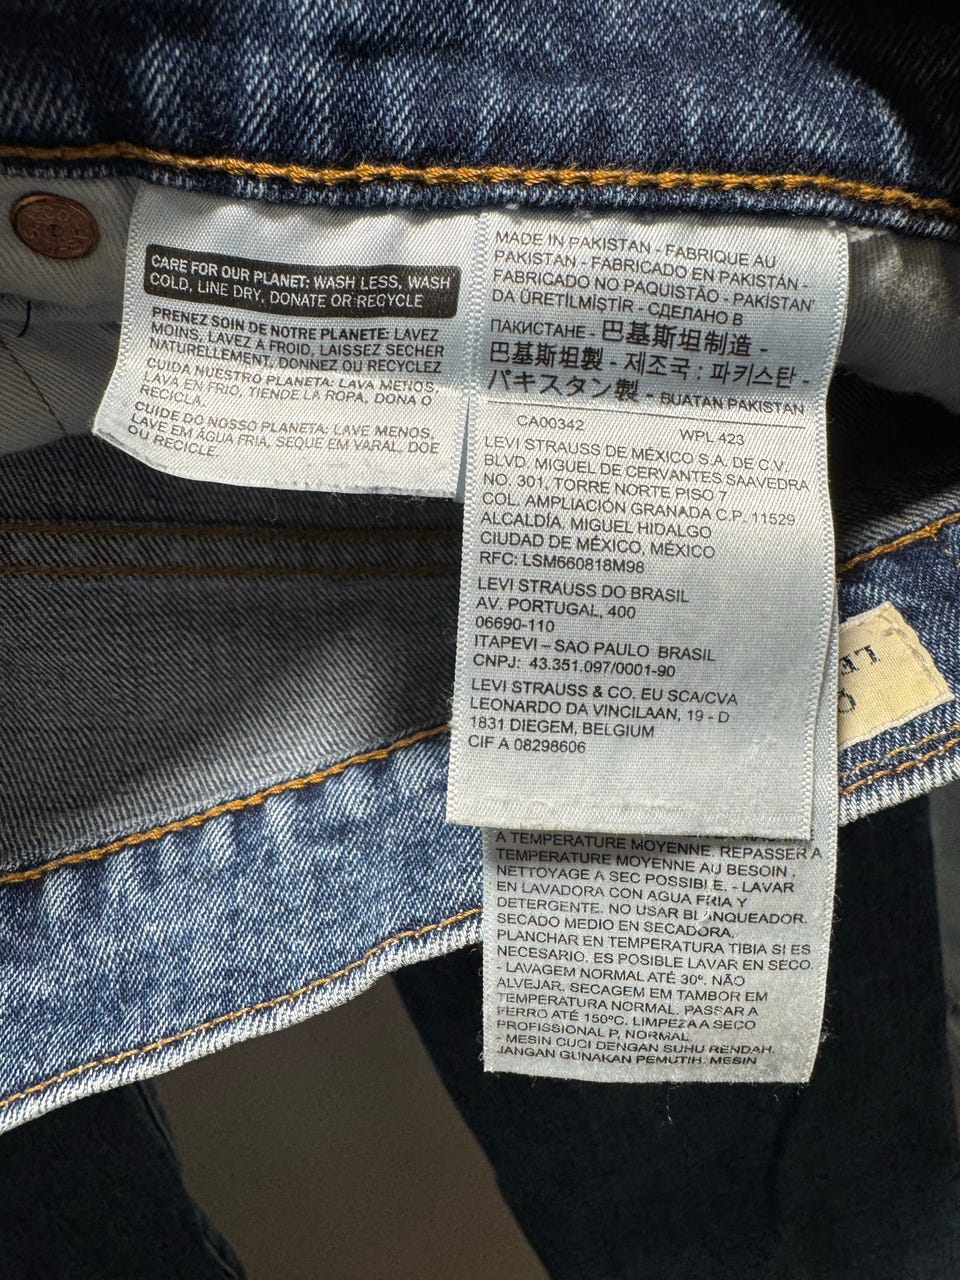 CARE FOR OUR PLANET: WASH LESS, WASH
COLD, LINE DRY, DONATE OR RECYCLE
PRENEZ SOIN DE NOTRE PLANETE: LAVEZ
MOINS, LAVEZ A FROID, LAISSEZ SECHER
NATURELLEMENT, DONNEZ OU RECYCLEZ
CUIDA NUESTRO PLANETA: LAVA MENOS,
LAVA EN FRIO, TIENDE LA ROPA, DONA O
RECICLA.
CUIDE DO NOSSO PLANETA: LAVE MENOS,
LAVE EM ÁGUA FRIA, SEQUE EM VARAL, DOE
OU RECICLE.
MADE IN PAKISTAN - FABRIQUE AU
PAKISTAN - FABRICADO EN PAKISTÁN -
FABRICADO NO PAQUISTÃO - PAKİSTAN'
DA ÜRETİLMİŞTİR - СДЕЛАНО В
ПАКИСТАНЕ - 巴基斯坦制造 -
巴基斯坦製 - 제조국 : 파키스탄 -
パキスタン製 - BUATAN PAKISTAN
CA00342 WPL 423
LEVI STRAUSS DE MÉXICO S.A. DE C.V.
BLVD. MIGUEL DE CERVANTES SAAVEDRA
NO. 301, TORRE NORTE PISO 7
COL. AMPLIACIÓN GRANADA C.P. 11529
ALCALDÍA. MIGUEL HIDALGO
CIUDAD DE MÉXICO, MÉXICO
RFC: LSM660818M98
LEVI STRAUSS DO BRASIL
AV. PORTUGAL, 400
06690-110
ITAPEVI – SAO PAULO BRASIL
CNPJ: 43.351.097/0001-90
LEVI STRAUSS & CO. EU SCA/CVA
LEONARDO DA VINCILAAN, 19 - D
1831 DIEGEM, BELGIUM
CIF A 08298606
A TEMPERATURE MOYENNE. REPASSER A
TEMPERATURE MOYENNE AU BESOIN .
NETTOYAGE A SEC POSSIBLE. - LAVAR
EN LAVADORA CON AGUA FRIA Y
DETERGENTE. NO USAR BLANQUEADOR.
SECADO MEDIO EN SECADORA.
PLANCHAR EN TEMPERATURA TIBIA SI ES
NECESARIO. ES POSIBLE LAVAR EN SECO.
- LAVAGEM NORMAL ATÉ 30º. NÃO
ALVEJAR. SECAGEM EM TAMBOR EM
TEMPERATURA NORMAL. PASSAR A
FERRO ATÉ 150ºC. LIMPEZA A SECO
PROFISSIONAL P, NORMAL.
- MESIN CUCI DENGAN SUHU RENDAH.
JANGAN GUNAKAN PEMUTIH. MESIN